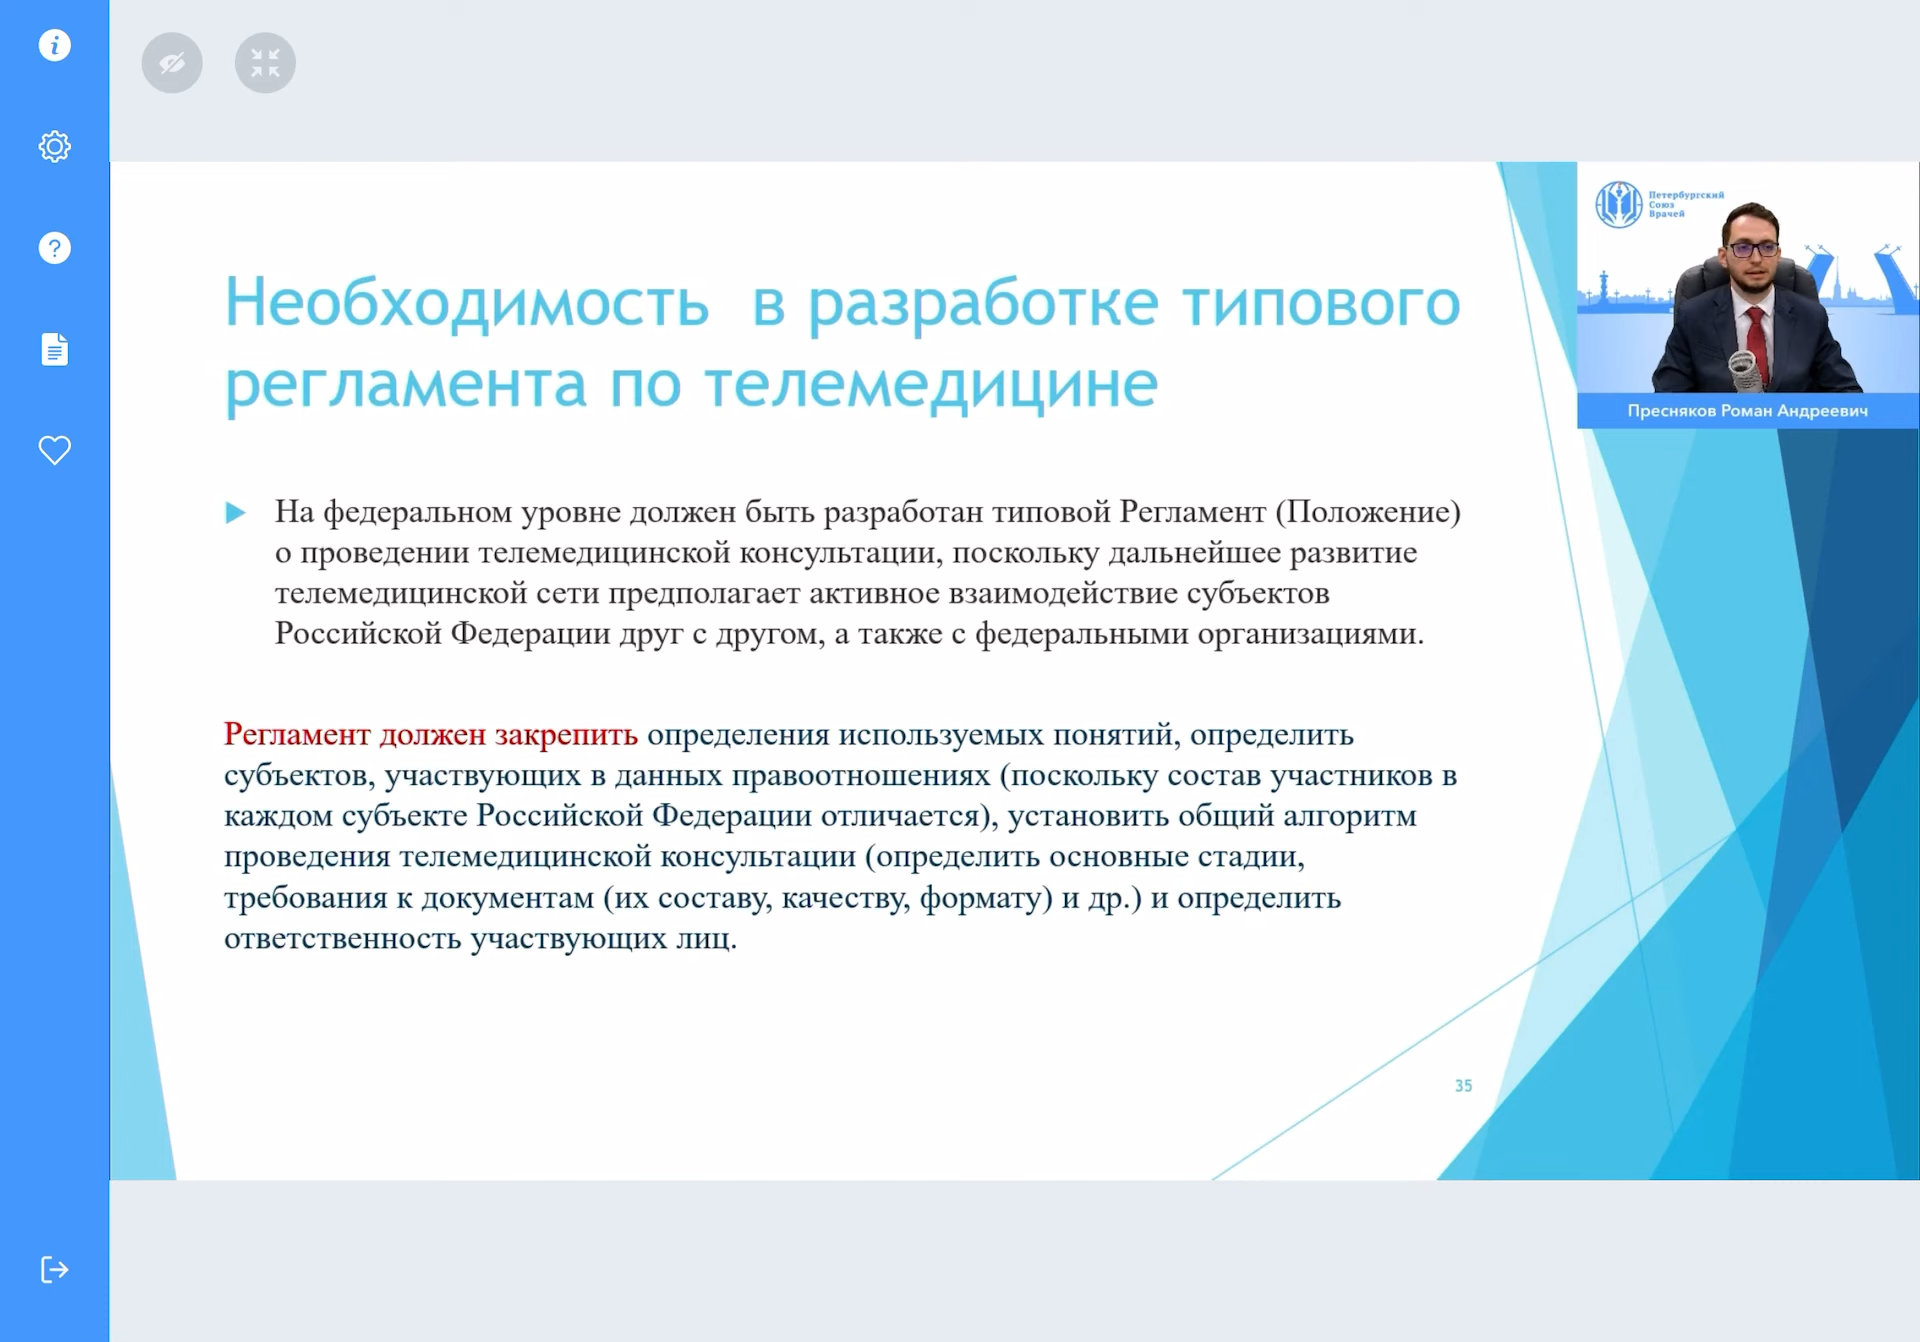 Необходимость в разработке типового
регламента по телемедицине
На федеральном уровне должен быть разработан типовой Регламент (Положение)
о проведении телемедицинской консультации, поскольку дальнейшее развитие
телемедицинской сети предполагает активное взаимодействие субъектов
Российской Федерации друг с другом, а также с федеральными организациями.
Регламент должен закрепить определения используемых понятий, определить
субъектов, участвующих в данных правоотношениях (поскольку состав участников в
каждом субъекте Российской Федерации отличается), установить общий алгоритм
проведения телемедицинской консультации (определить основные стадии,
требования к документам (их составу, качеству, формату) и др.) и определить
ответственность участвующих лиц.
35
Петербургский
Союз
Врачей
Пресняков Роман Андреевич